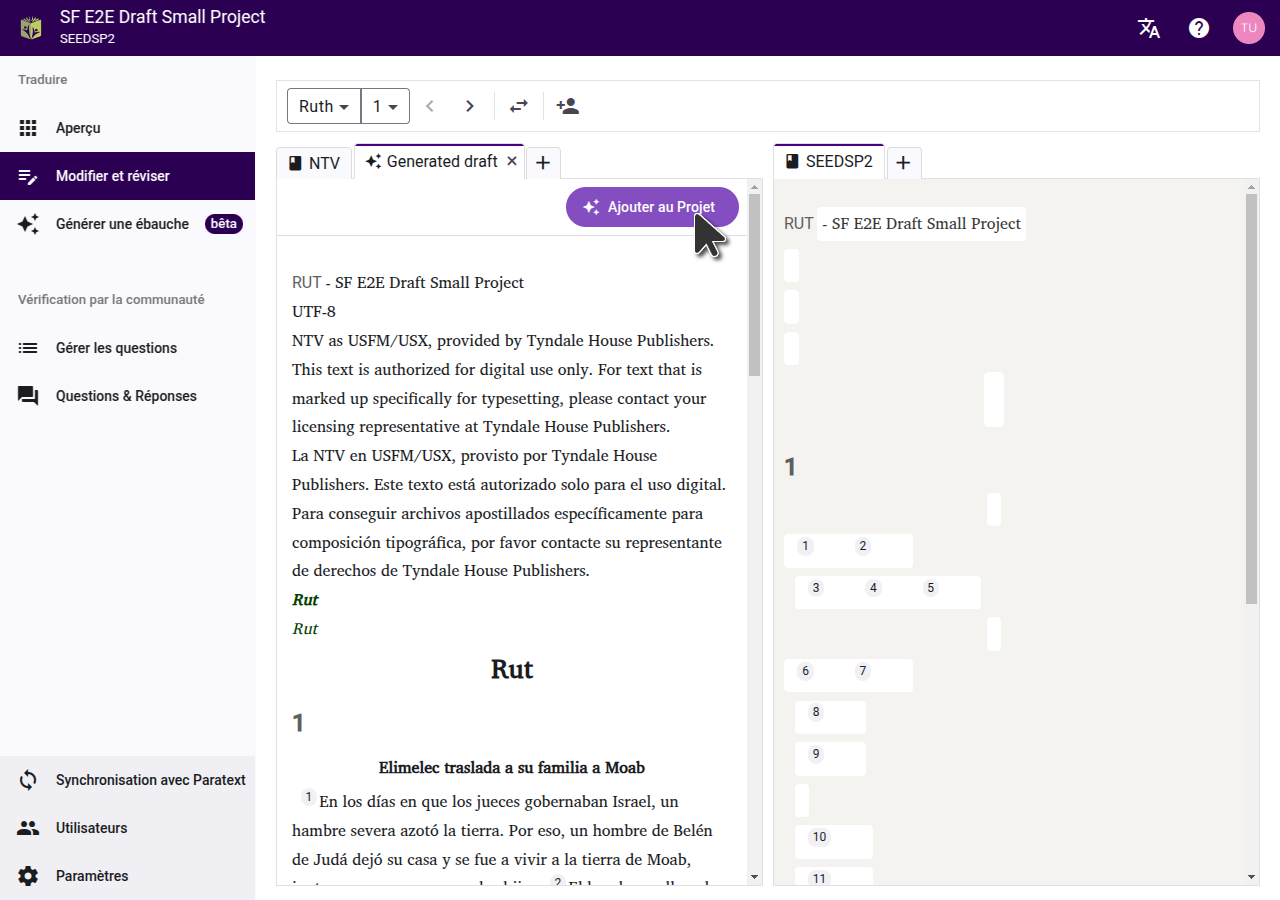 SF E2E Draft Small Project
SEEDSP2
TU
Traduire
Aperçu
Modifier et réviser
Générer une ébauche bêta
Vérification par la communauté
Gérer les questions
Questions & Réponses
Synchronisation avec Paratext
Utilisateurs
Paramètres
Ruth 1
NTV Generated draft
Ajouter au Projet
RUT - SF E2E Draft Small Project
UTF-8
NTV as USFM/USX, provided by Tyndale House Publishers.
This text is authorized for digital use only. For text that is
marked up specifically for typesetting, please contact your
licensing representative at Tyndale House Publishers.
La NTV en USFM/USX, provisto por Tyndale House
Publishers. Este texto está autorizado solo para el uso digital.
Para conseguir archivos apostillados específicamente para
composición tipográfica, por favor contacte su representante
de derechos de Tyndale House Publishers.
Rut
Rut
Rut
1
Elimelec traslada a su familia a Moab
1 En los días en que los jueces gobernaban Israel, un
hambre severa azotó la tierra. Por eso, un hombre de Belén
de Judá dejó su casa y se fue a vivir a la tierra de Moab,
2
SEEDSP2
RUT - SF E2E Draft Small Project
1
1 2
3 4 5
6 7
8
9
10
11